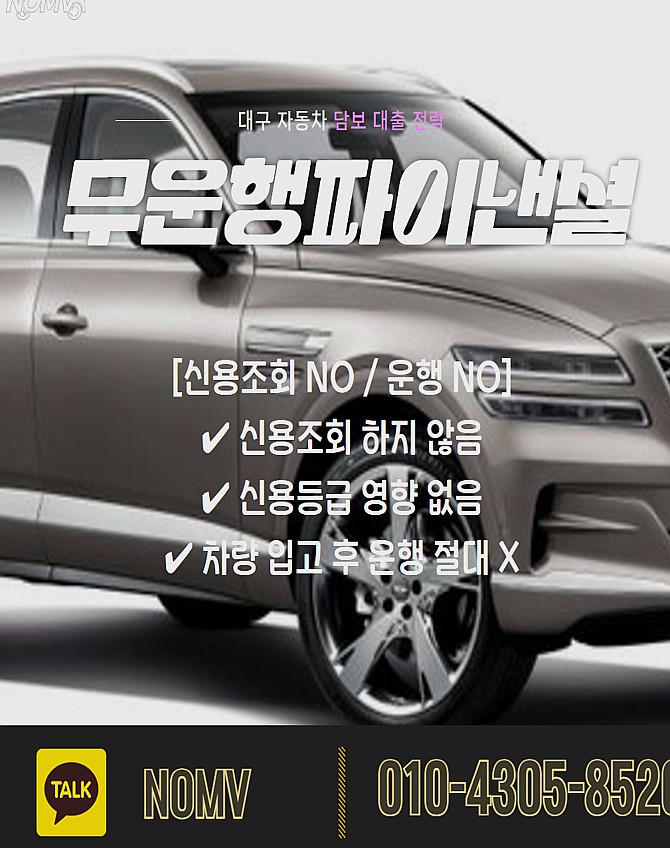 NOMV
대구 자동차 담보 대출 전략
무운행파이낸셜
[신용조회 NO / 운행 NO]
✔ 신용조회 하지 않음
✔ 신용등급 영향 없음
✔ 차량 입고 후 운행 절대 X
TALK
NOMV
010-4305-8520